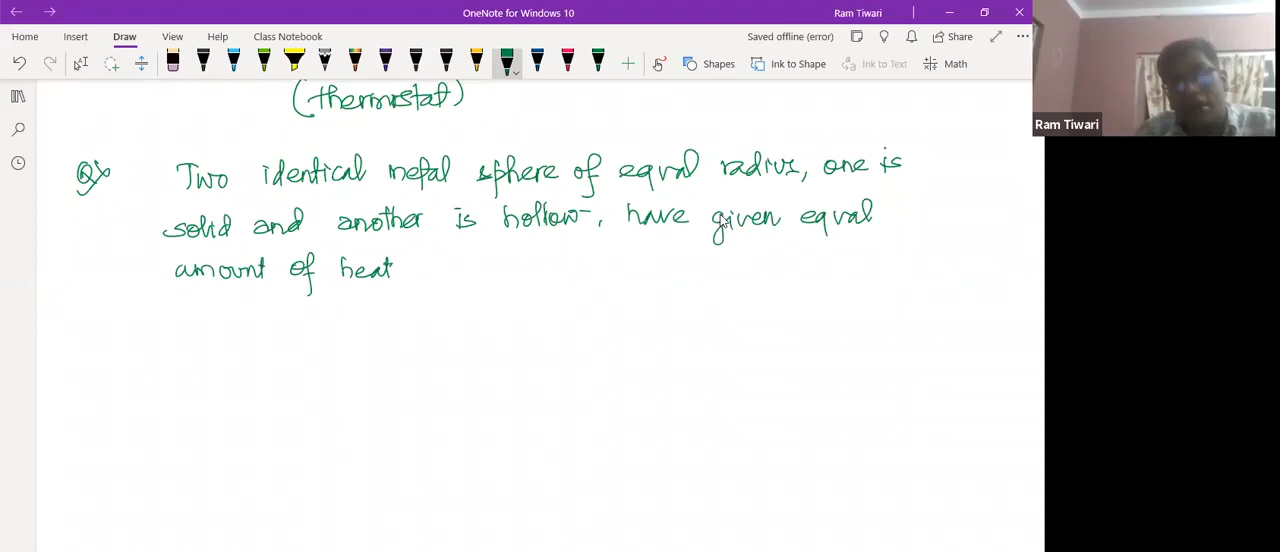 OneNote for Windows 10
Ram Tiwari
Home Insert Draw View Help Class Notebook
Saved offline (error)
Share
Shapes
Ink to Shape
Ink to Text
Math
Ram Tiwari
(thermostat)
Q) Two identical metal sphere of equal radius, one is
solid and another is hollow, have given equal
amount of heat